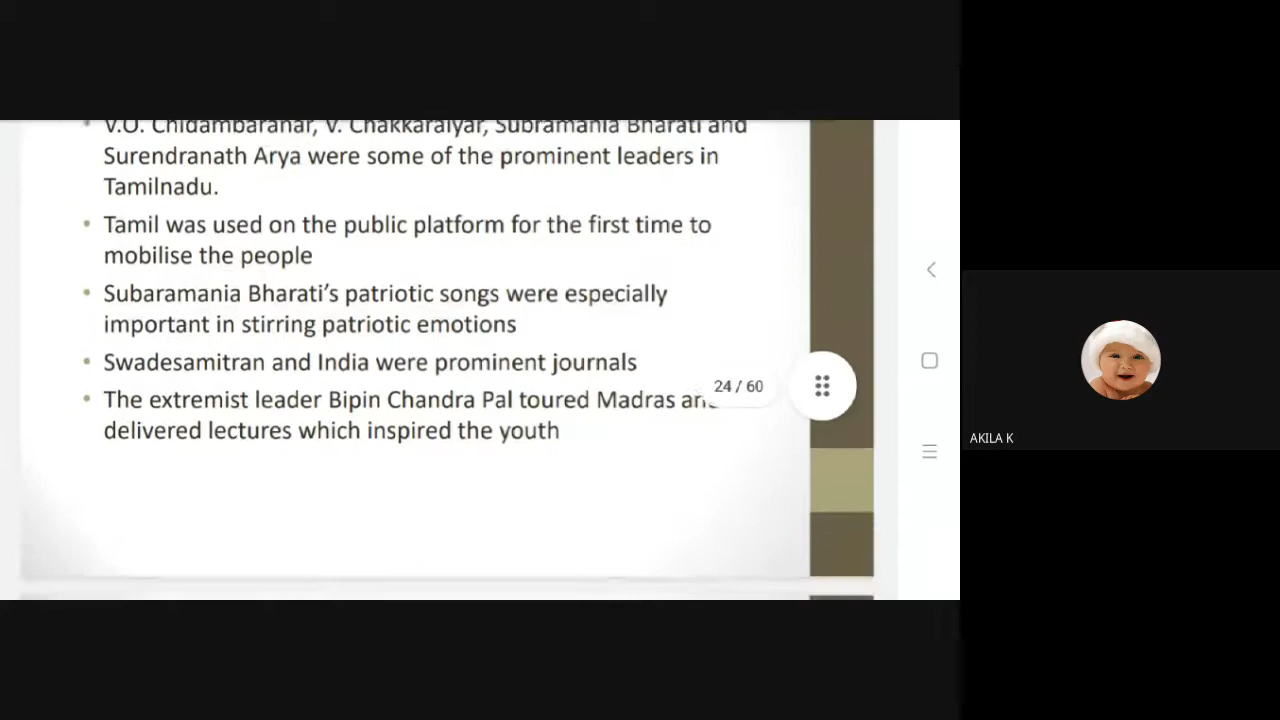 • V.O. Chidambaranar, V. Chakkaraiyar, Subramania Bharati and
Surendranath Arya were some of the prominent leaders in
Tamilnadu.
• Tamil was used on the public platform for the first time to
mobilise the people
• Subaramania Bharati’s patriotic songs were especially
important in stirring patriotic emotions
• Swadesamitran and India were prominent journals
• The extremist leader Bipin Chandra Pal toured Madras and
delivered lectures which inspired the youth
24 / 60
AKILA K